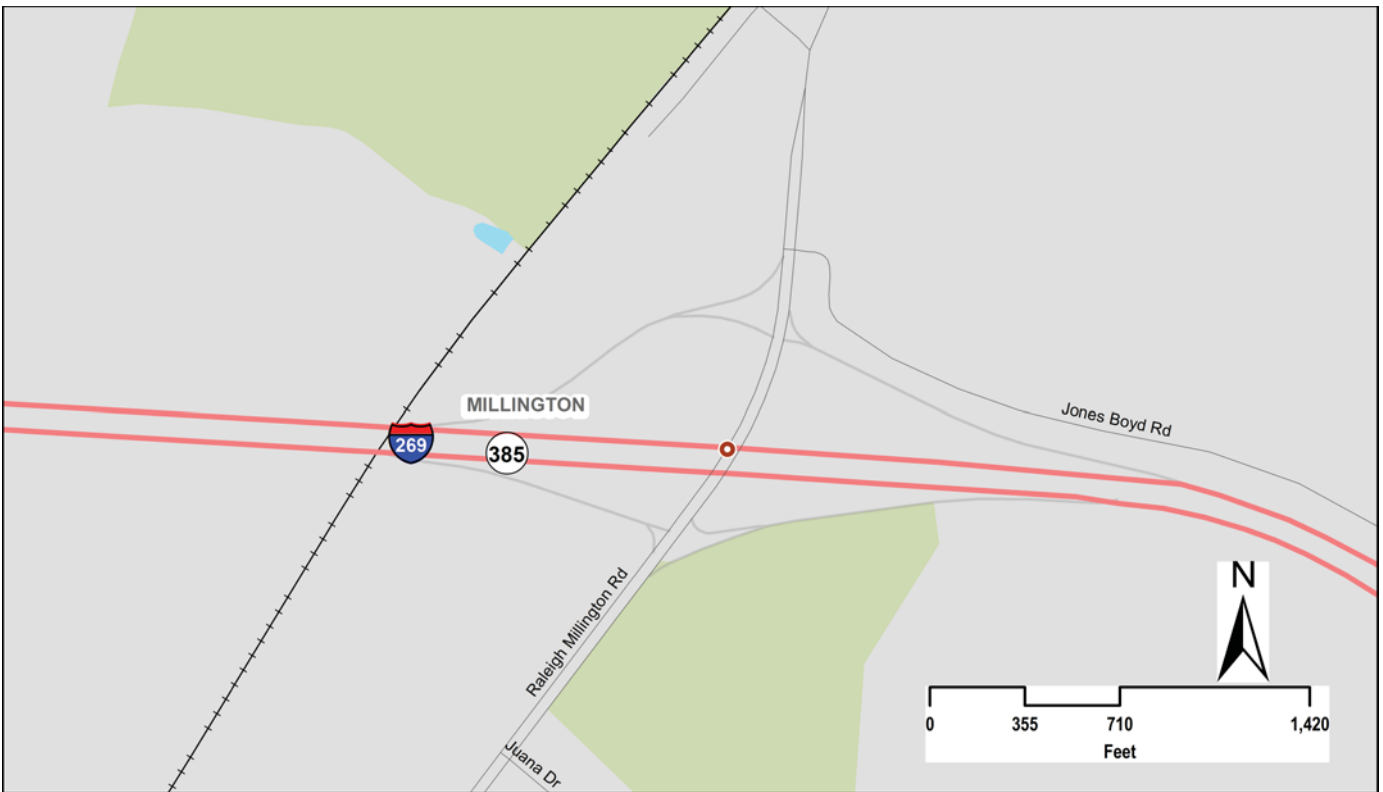 MILLINGTON
269
385
Jones Boyd Rd
Raleigh Millington Rd
Juana Dr
N
0 355 710 1,420
Feet